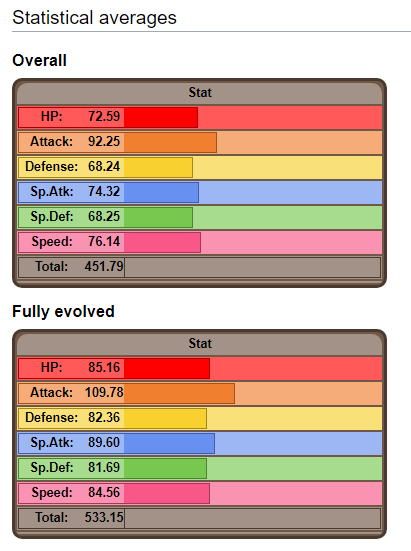 Statistical averages
Overall
Stat
HP: 72.59
Attack: 92.25
Defense: 68.24
Sp.Atk: 74.32
Sp.Def: 68.25
Speed: 76.14
Total: 451.79
Fully evolved
Stat
HP: 85.16
Attack: 109.78
Defense: 82.36
Sp.Atk: 89.60
Sp.Def: 81.69
Speed: 84.56
Total: 533.15